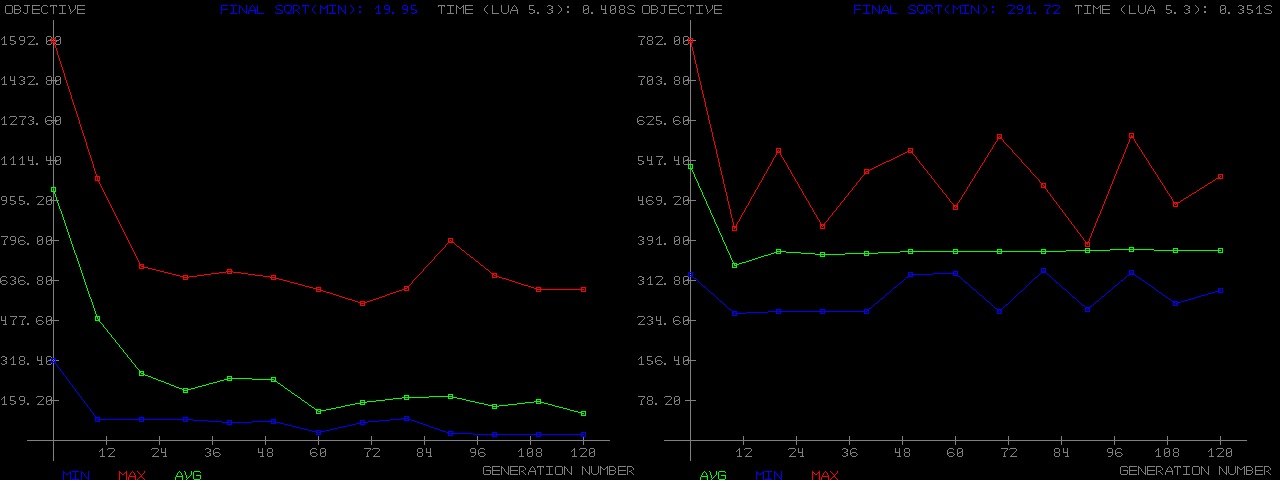 OBJECTIVE FINAL SQRT(MIN): 19.95 TIME (LUA 5.3): 0.408S
1592.00
1432.80
1273.60
1114.40
955.20
796.00
636.80
477.60
318.40
159.20
12 24 36 48 60 72 84 96 108 120
GENERATION NUMBER
MIN MAX AVG
OBJECTIVE FINAL SQRT(MIN): 291.72 TIME (LUA 5.3): 0.351S
782.00
703.80
625.60
547.40
469.20
391.00
312.80
234.60
156.40
78.20
12 24 36 48 60 72 84 96 108 120
GENERATION NUMBER
AVG MIN MAX